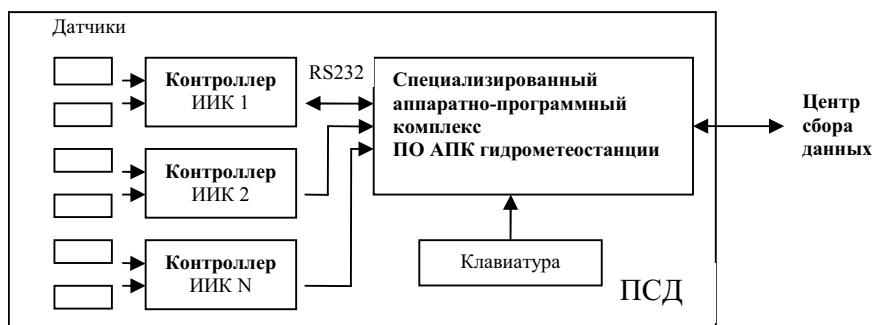 Датчики
Контроллер
ИИК 1
RS232
Специализированный
аппаратно-программный
комплекс
ПО АПК гидрометеостанции
Центр
сбора
данных
Контроллер
ИИК 2
Контроллер
ИИК N
Клавиатура
ПСД